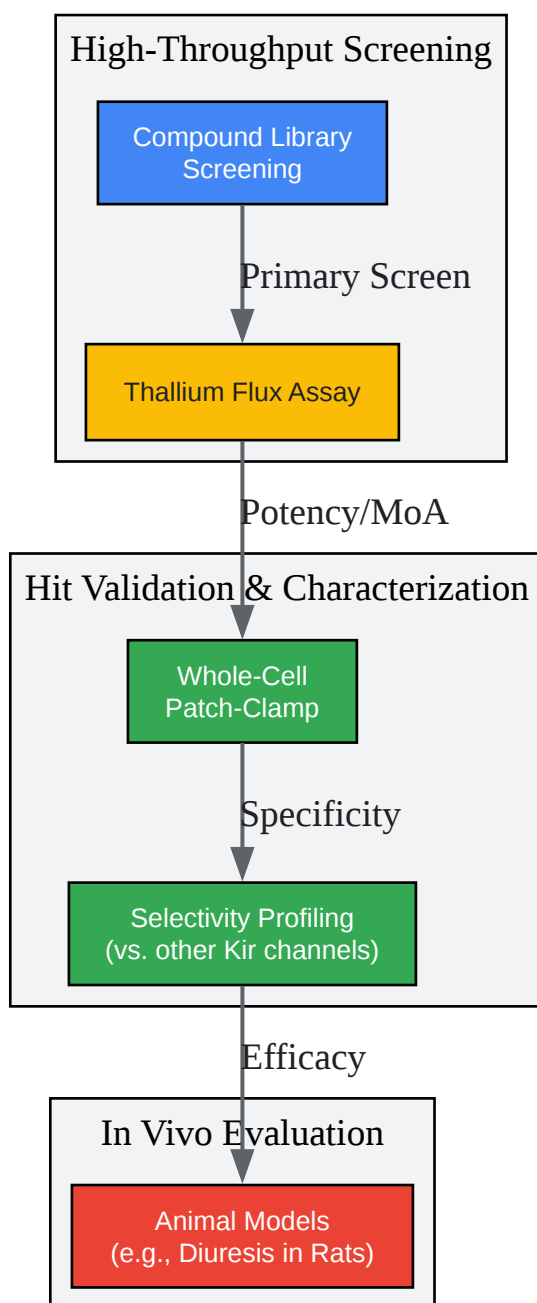 High-Throughput Screening
Compound Library
Screening
Primary Screen
Thallium Flux Assay
Potency/MoA
Hit Validation & Characterization
Whole-Cell
Patch-Clamp
Specificity
Selectivity Profiling
(vs. other Kir channels)
Efficacy
In Vivo Evaluation
Animal Models
(e.g., Diuresis in Rats)